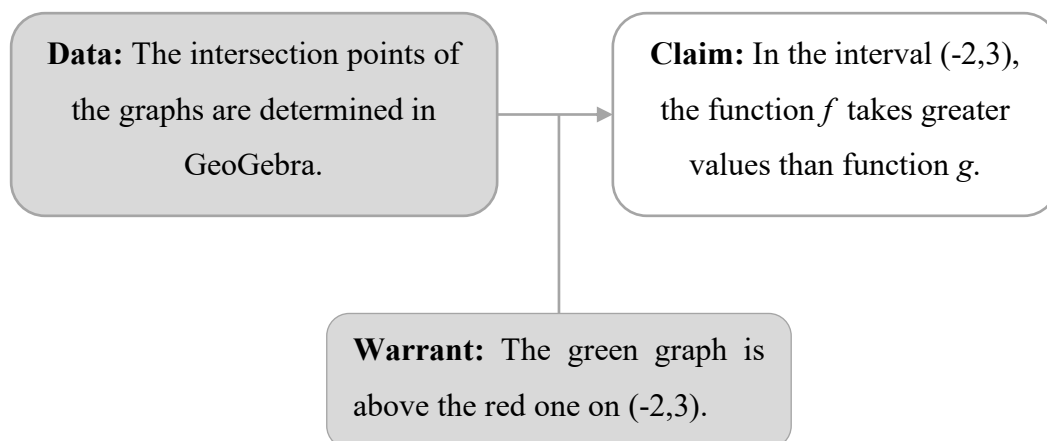 Data: The intersection points of
the graphs are determined in
GeoGebra.
Claim: In the interval (-2,3),
the function f takes greater
values than function g.
Warrant: The green graph is
above the red one on (-2,3).